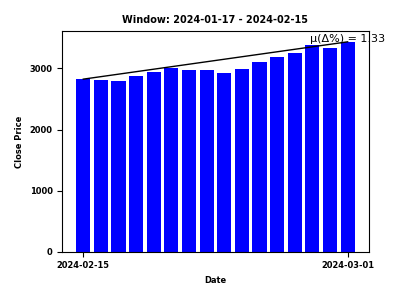 Window: 2024-01-17 - 2024-02-15
μ(Δ%) = 1.33
3000
2000
1000
0
Close Price
2024-02-15 2024-03-01
Date